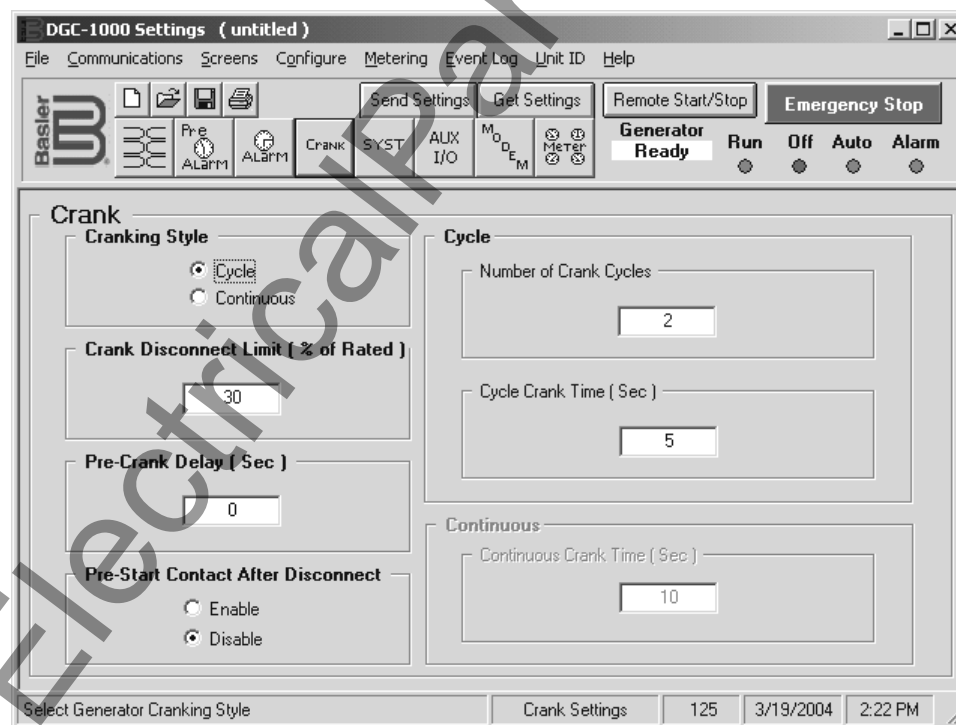 DGC-1000 Settings ( untitled )
File Communications Screens Configure Metering Event Log Unit ID Help
Basler
Send Settings Get Settings Remote Start/Stop Emergency Stop
Pre ALarm ALarm Crank SYST AUX I/O MODEM Meter
Generator Ready Run Off Auto Alarm
Crank
Cranking Style
Cycle
Continuous
Crank Disconnect Limit ( % of Rated )
30
Pre-Crank Delay ( Sec )
0
Pre-Start Contact After Disconnect
Enable
Disable
Cycle
Number of Crank Cycles
2
Cycle Crank Time ( Sec )
5
Continuous
Continuous Crank Time ( Sec )
10
Select Generator Cranking Style Crank Settings 125 3/19/2004 2:22 PM